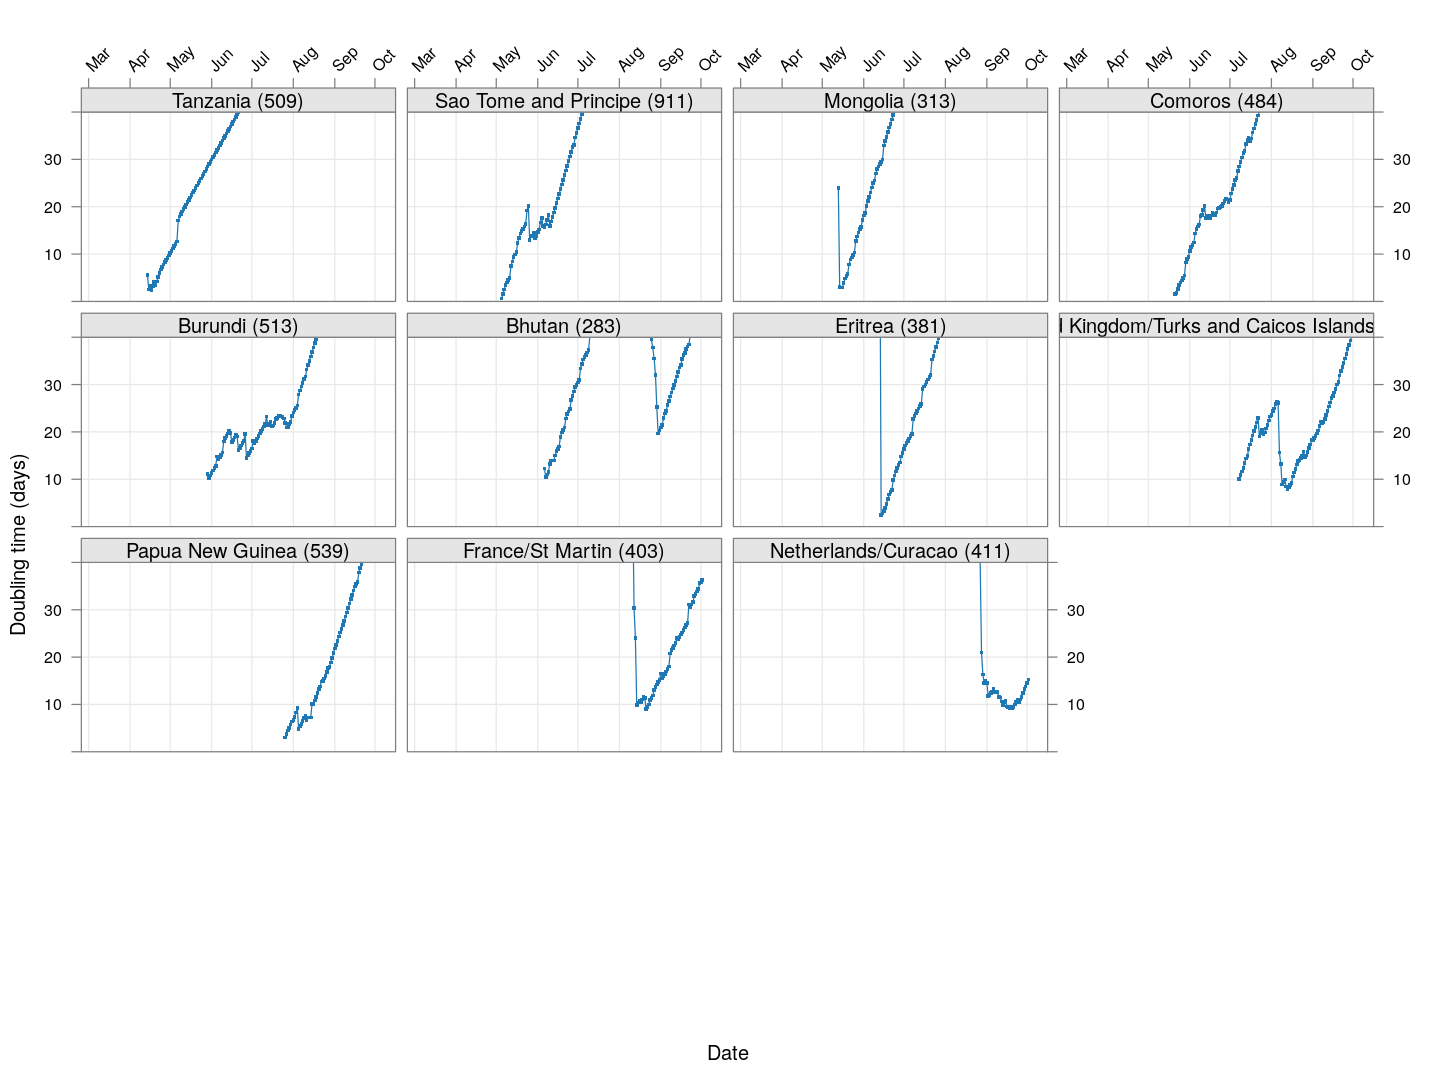 Mar Apr May Jun Jul Aug Sep Oct Mar Apr May Jun Jul Aug Sep Oct Mar Apr May Jun Jul Aug Sep Oct Mar Apr May Jun Jul Aug Sep Oct
Tanzania (509) Sao Tome and Principe (911) Mongolia (313) Comoros (484)
30 30
20 20
10 10
Burundi (513) Bhutan (283) Eritrea (381) Kingdom/Turks and Caicos Islands
30 30
20 20
10 10
Papua New Guinea (539) France/St Martin (403) Netherlands/Curacao (411)
30 30
20 20
10 10
Doubling time (days)
Date